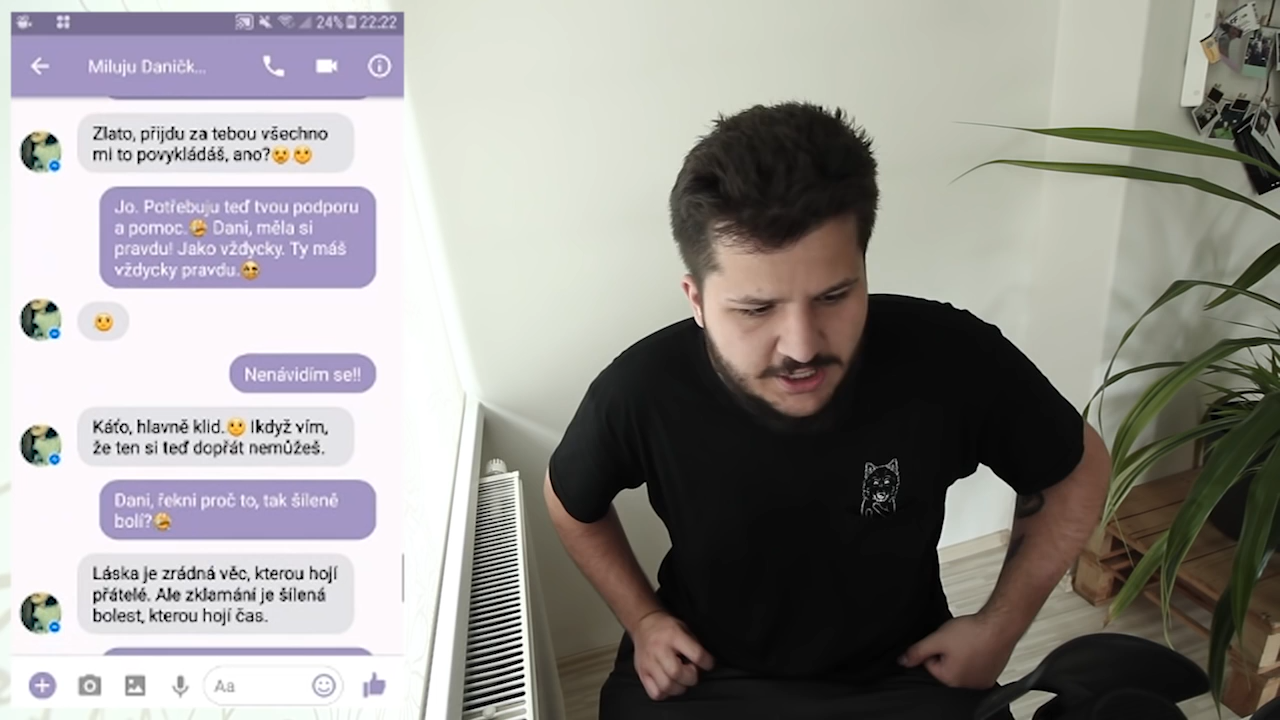 24% 22:22
Miluju Daničk...
Zlato, přijdu za tebou všechno
mi to povykládáš, ano?
Jo. Potřebuju teď tvou podporu
a pomoc. Dani, měla si
pravdu! Jako vždycky. Ty máš
vždycky pravdu.
Nenávidím se!!
Káťo, hlavně klid. Ikdyž vím,
že ten si teď dopřát nemůžeš.
Dani, řekni proč to, tak šíleně
bolí?
Láska je zrádná věc, kterou hojí
přátelé. Ale zklamání je šílená
bolest, kterou hojí čas.
Aa